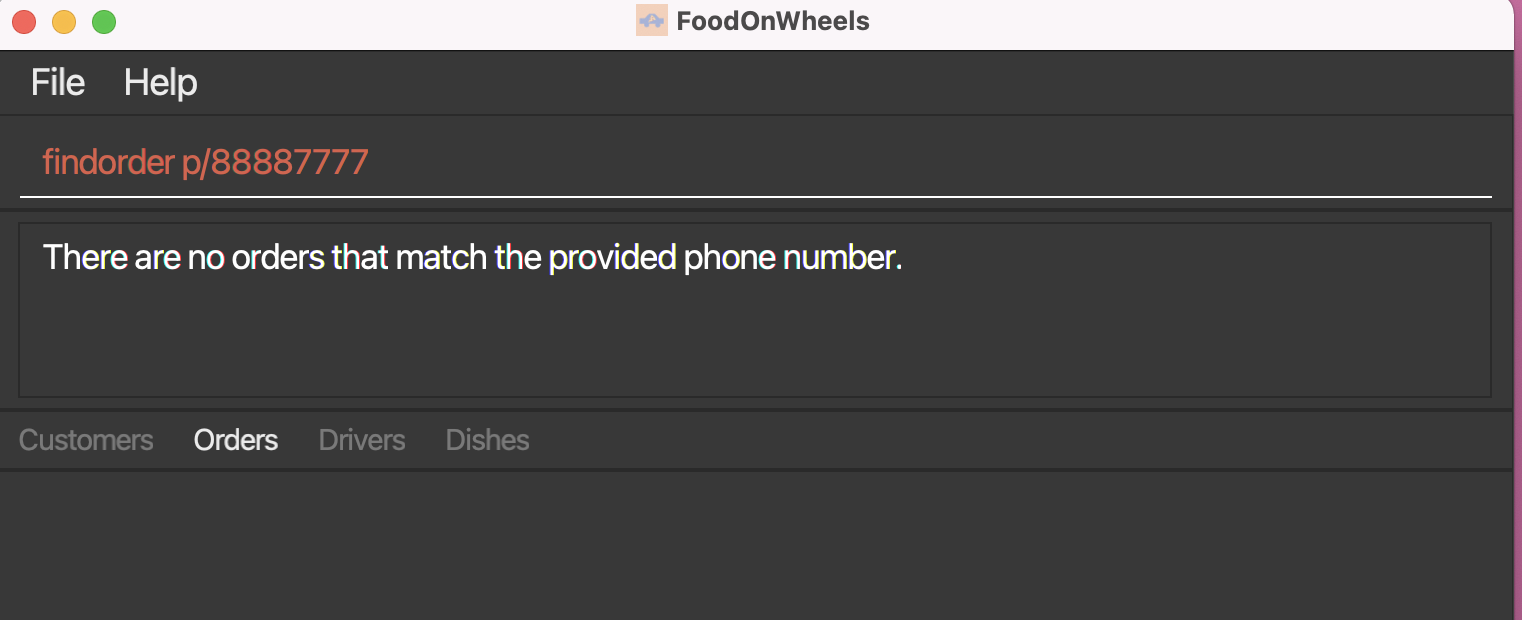 FoodOnWheels
File Help
findorder p/88887777
There are no orders that match the provided phone number.
Customers Orders Drivers Dishes